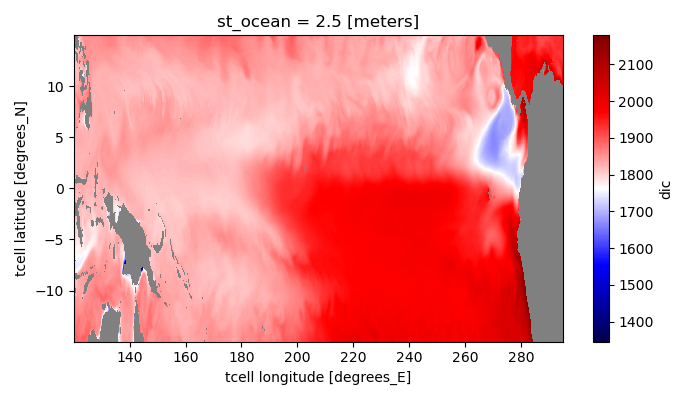 st_ocean = 2.5 [meters]
10
5
0
−5
−10
tcell latitude [degrees_N]
140 160 180 200 220 240 260 280
tcell longitude [degrees_E]
2100
2000
1900
1800
1700
1600
1500
1400
dic